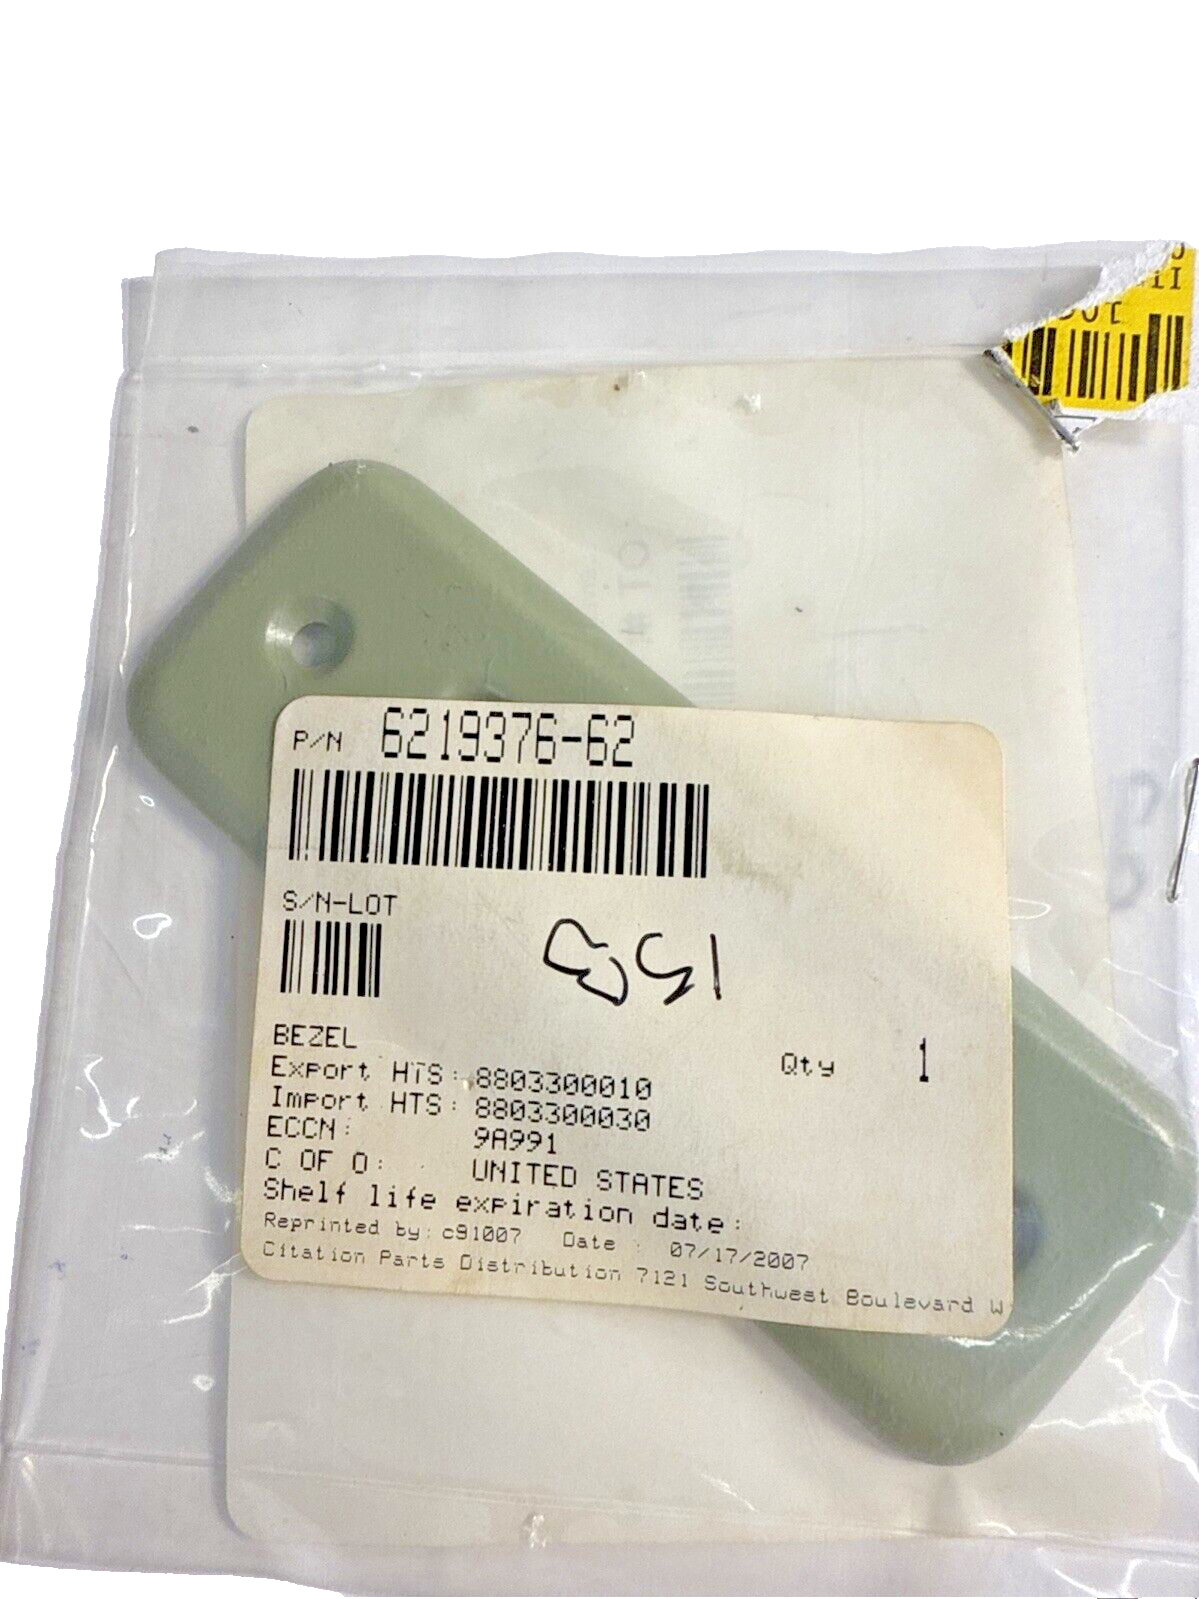 P/N 6219376-62
S/N-LOT
BEZEL
Qty 1
Export HTS: 8803300010
Import HTS: 8803300030
ECCN: 9A991
C OF O: UNITED STATES
Shelf life expiration date:
Reprinted by: c91007 Date : 07/17/2007
Citation Parts Distribution 7121 Southwest Boulevard W